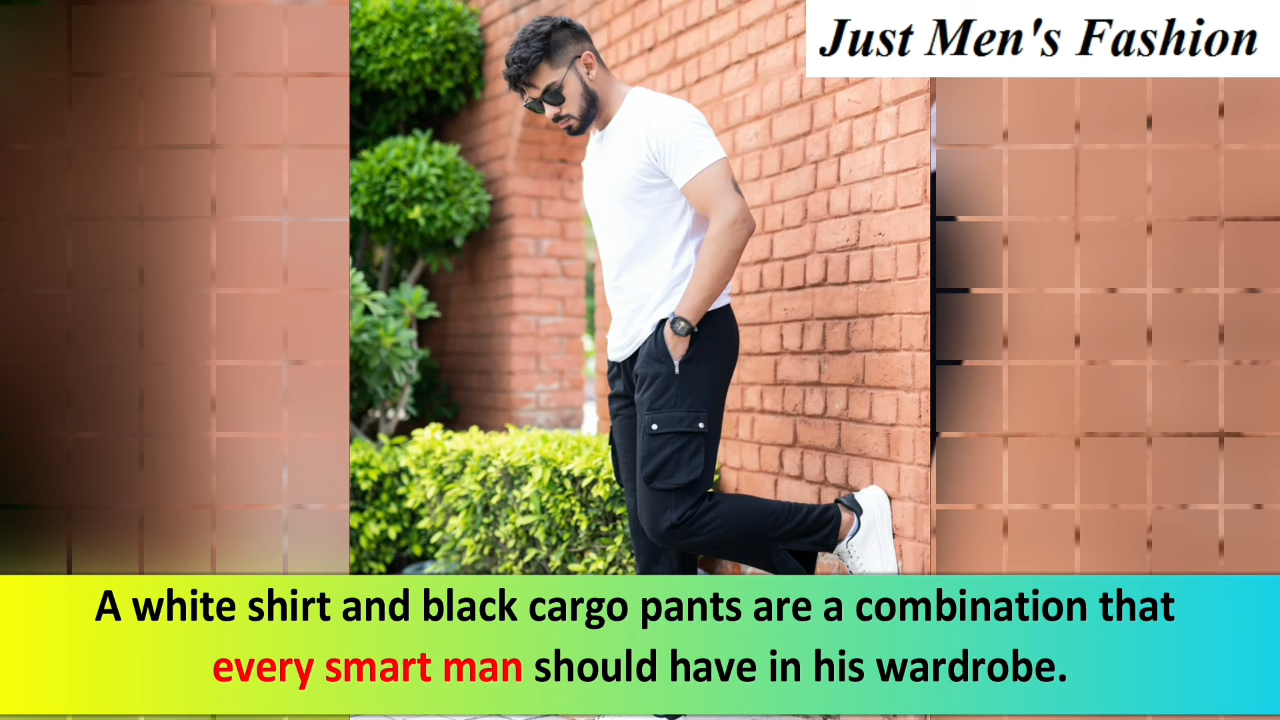 Just Men's Fashion
A white shirt and black cargo pants are a combination that
every smart man should have in his wardrobe.